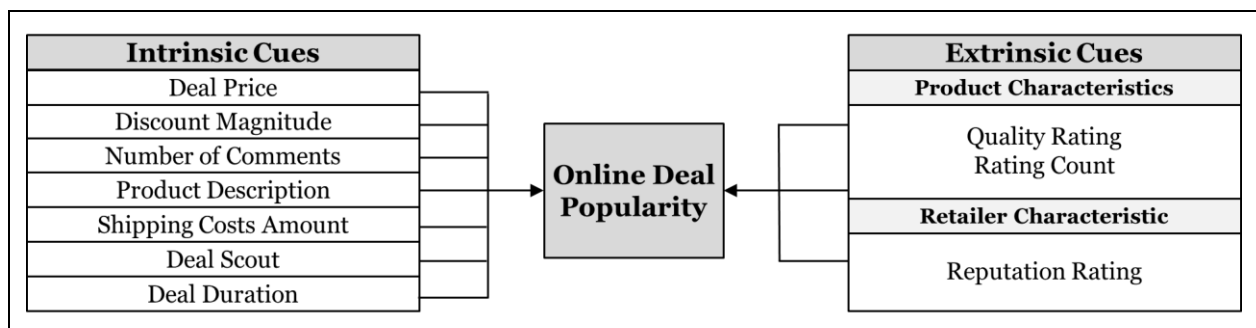 Intrinsic Cues
Deal Price
Discount Magnitude
Number of Comments
Product Description
Shipping Costs Amount
Deal Scout
Deal Duration
Online Deal
Popularity
Extrinsic Cues
Product Characteristics
Quality Rating
Rating Count
Retailer Characteristic
Reputation Rating